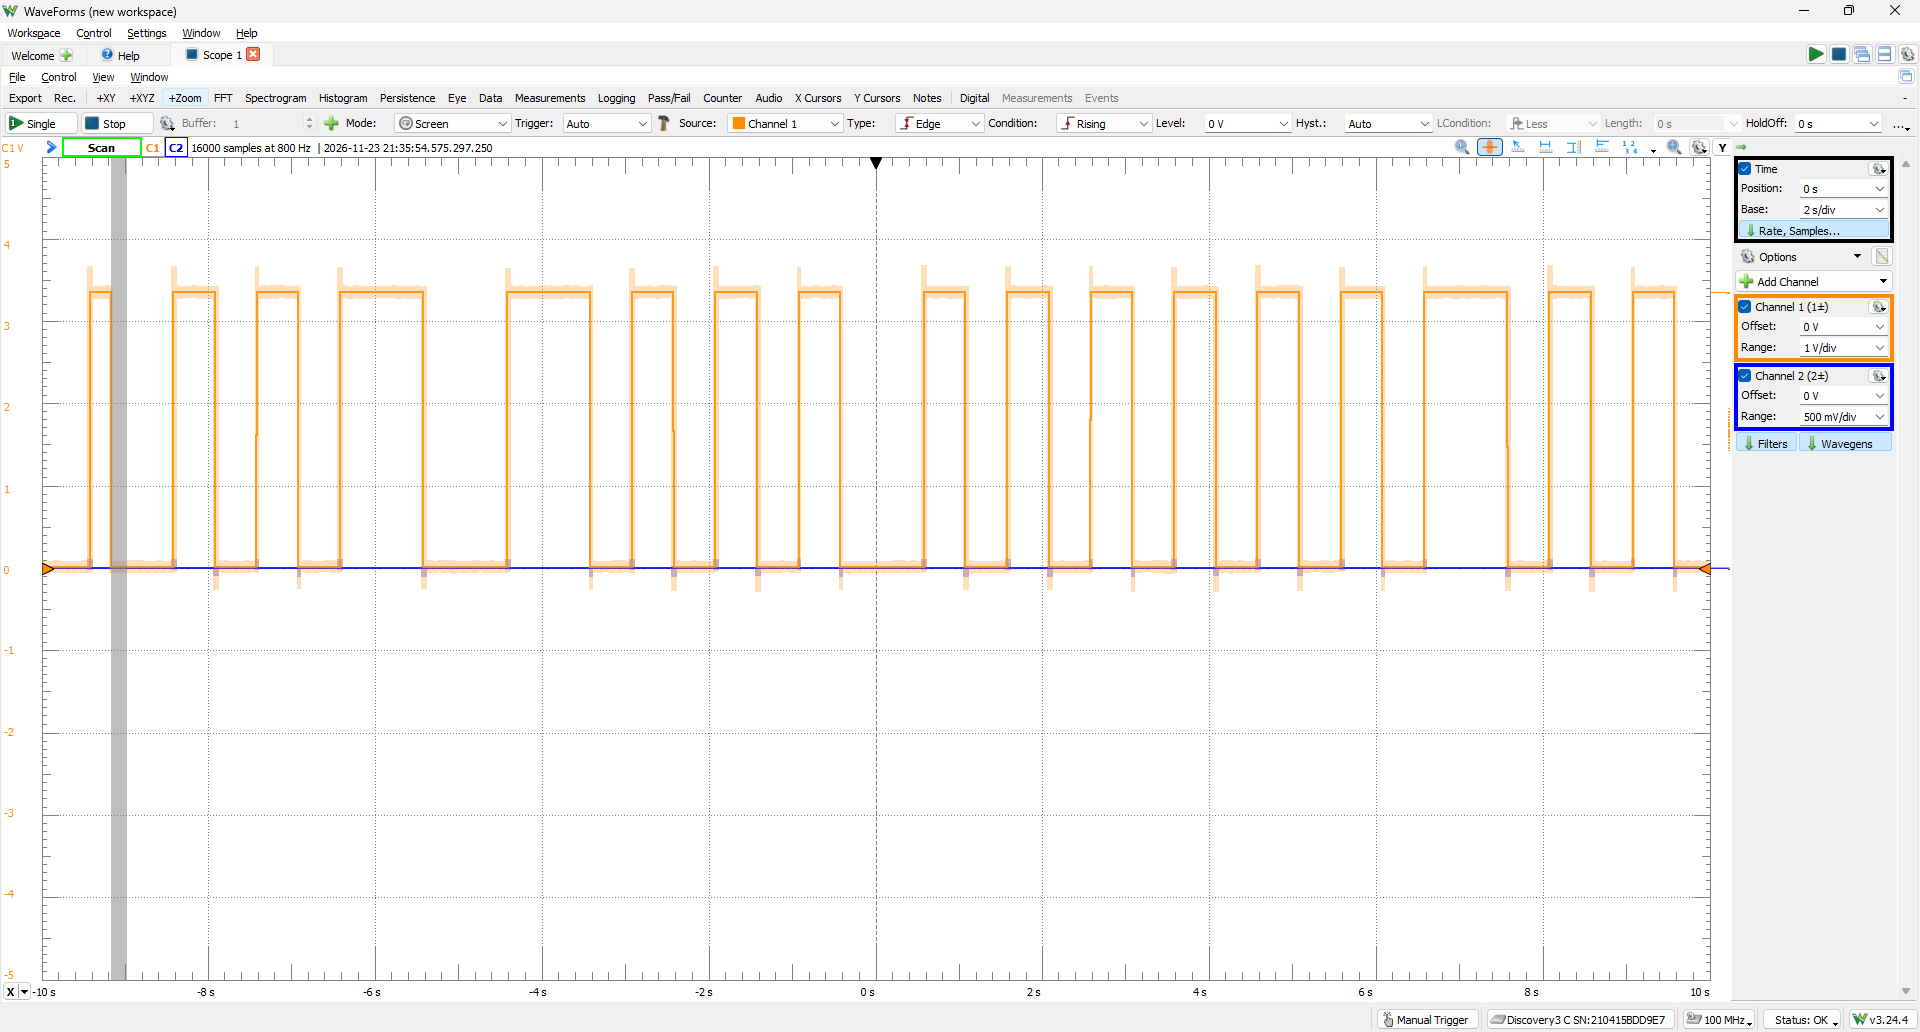 WaveForms (new workspace)
Workspace Control Settings Window Help
Welcome Help Scope 1
File Control View Window
Export Rec. +XY +XYZ +Zoom FFT Spectrogram Histogram Persistence Eye Data Measurements Logging Pass/Fail Counter Audio X Cursors Y Cursors Notes Digital Measurements Events
Single Stop Buffer: 1 Mode: Screen Trigger: Auto Source: Channel 1 Type: Edge Condition: Rising Level: 0 V Hyst.: Auto LCondition: Less Length: 0 s HoldOff: 0 s ...
C1 V Scan C1 C2 16000 samples at 800 Hz | 2026-11-23 21:35:54.575.297.250 Y
5
4
3
2
1
0
-1
-2
-3
-4
-5
X -10 s -8 s -6 s -4 s -2 s 0 s 2 s 4 s 6 s 8 s 10 s
Time
Position: 0 s
Base: 2 s/div
Rate, Samples...
Options
Add Channel
Channel 1 (1±)
Offset: 0 V
Range: 1 V/div
Channel 2 (2±)
Offset: 0 V
Range: 500 mV/div
Filters Wavegens
Manual Trigger Discovery3 C SN:210415BDD9E7 100 MHz Status: OK v3.24.4